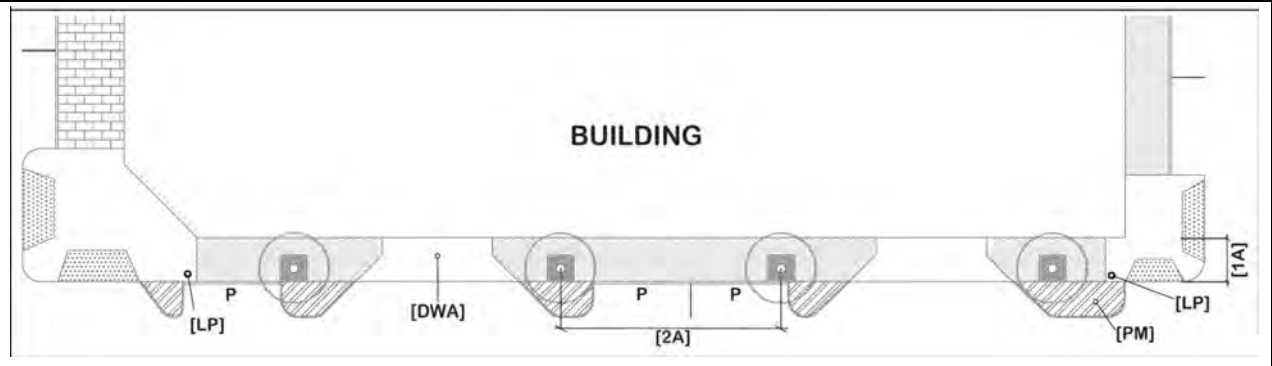 BUILDING
[1A]
P
P
P
[LP]
[DWA]
[LP]
[2A]
[PM]